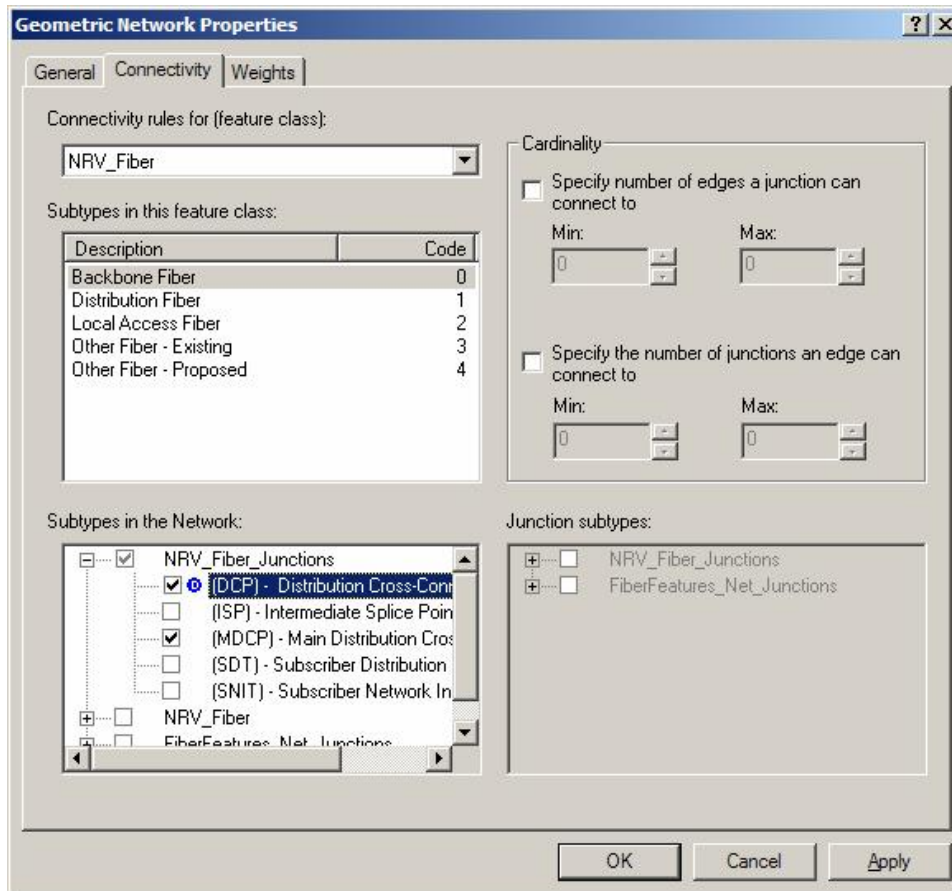 Geometric Network Properties
General Connectivity Weights
Connectivity rules for (feature class):
NRV_Fiber
Subtypes in this feature class:
Description Code
Backbone Fiber 0
Distribution Fiber 1
Local Access Fiber 2
Other Fiber - Existing 3
Other Fiber - Proposed 4
Cardinality
Specify number of edges a junction can
connect to
Min: Max:
0 0
Specify the number of junctions an edge can
connect to
Min: Max:
0 0
Subtypes in the Network:
NRV_Fiber_Junctions
D (DCP) - Distribution Cross-Conn
(ISP) - Intermediate Splice Poin
(MDCP) - Main Distribution Cros
(SDT) - Subscriber Distribution
(SNIT) - Subscriber Network In
NRV_Fiber
FiberFeatures_Net_Junctions
Junction subtypes:
NRV_Fiber_Junctions
FiberFeatures_Net_Junctions
OK Cancel Apply